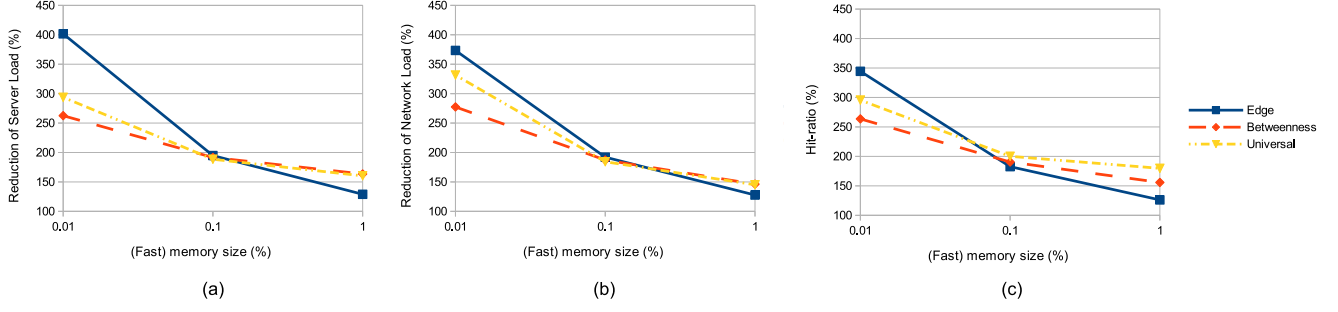 450
400
350
300
250
200
150
100
0.01
0.1
1
Reduction of Server Load (%)
(Fast) memory size (%)
(a)
450
400
350
300
250
200
150
100
0.01
0.1
1
Reduction of Network Load (%)
(Fast) memory size (%)
(b)
450
400
350
300
250
200
150
100
0.01
0.1
1
Hit-ratio (%)
(Fast) memory size (%)
(c)
Edge
Betweenness
Universal